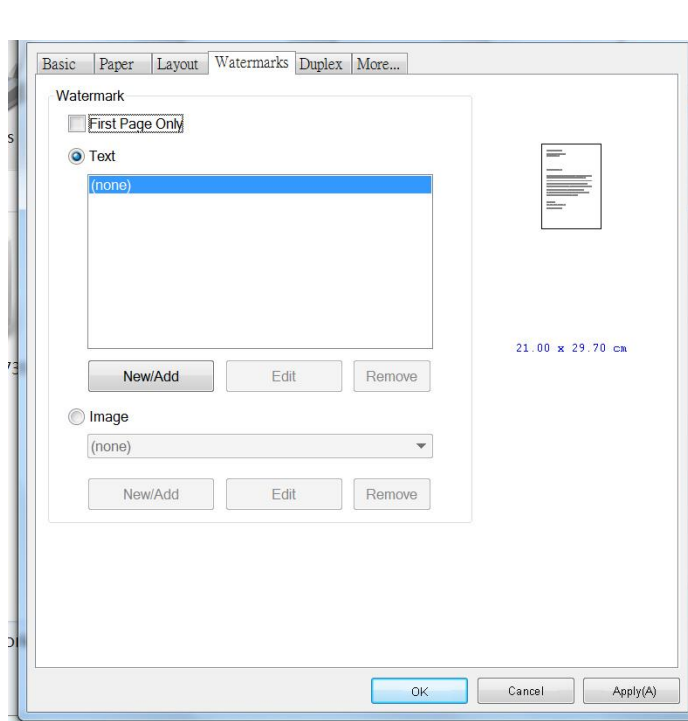 Basic Paper Layout Watermarks Duplex More...
Watermark
First Page Only
Text
(none)
21.00 x 29.70 cm
New/Add Edit Remove
Image
(none)
New/Add Edit Remove
OK Cancel Apply(A)